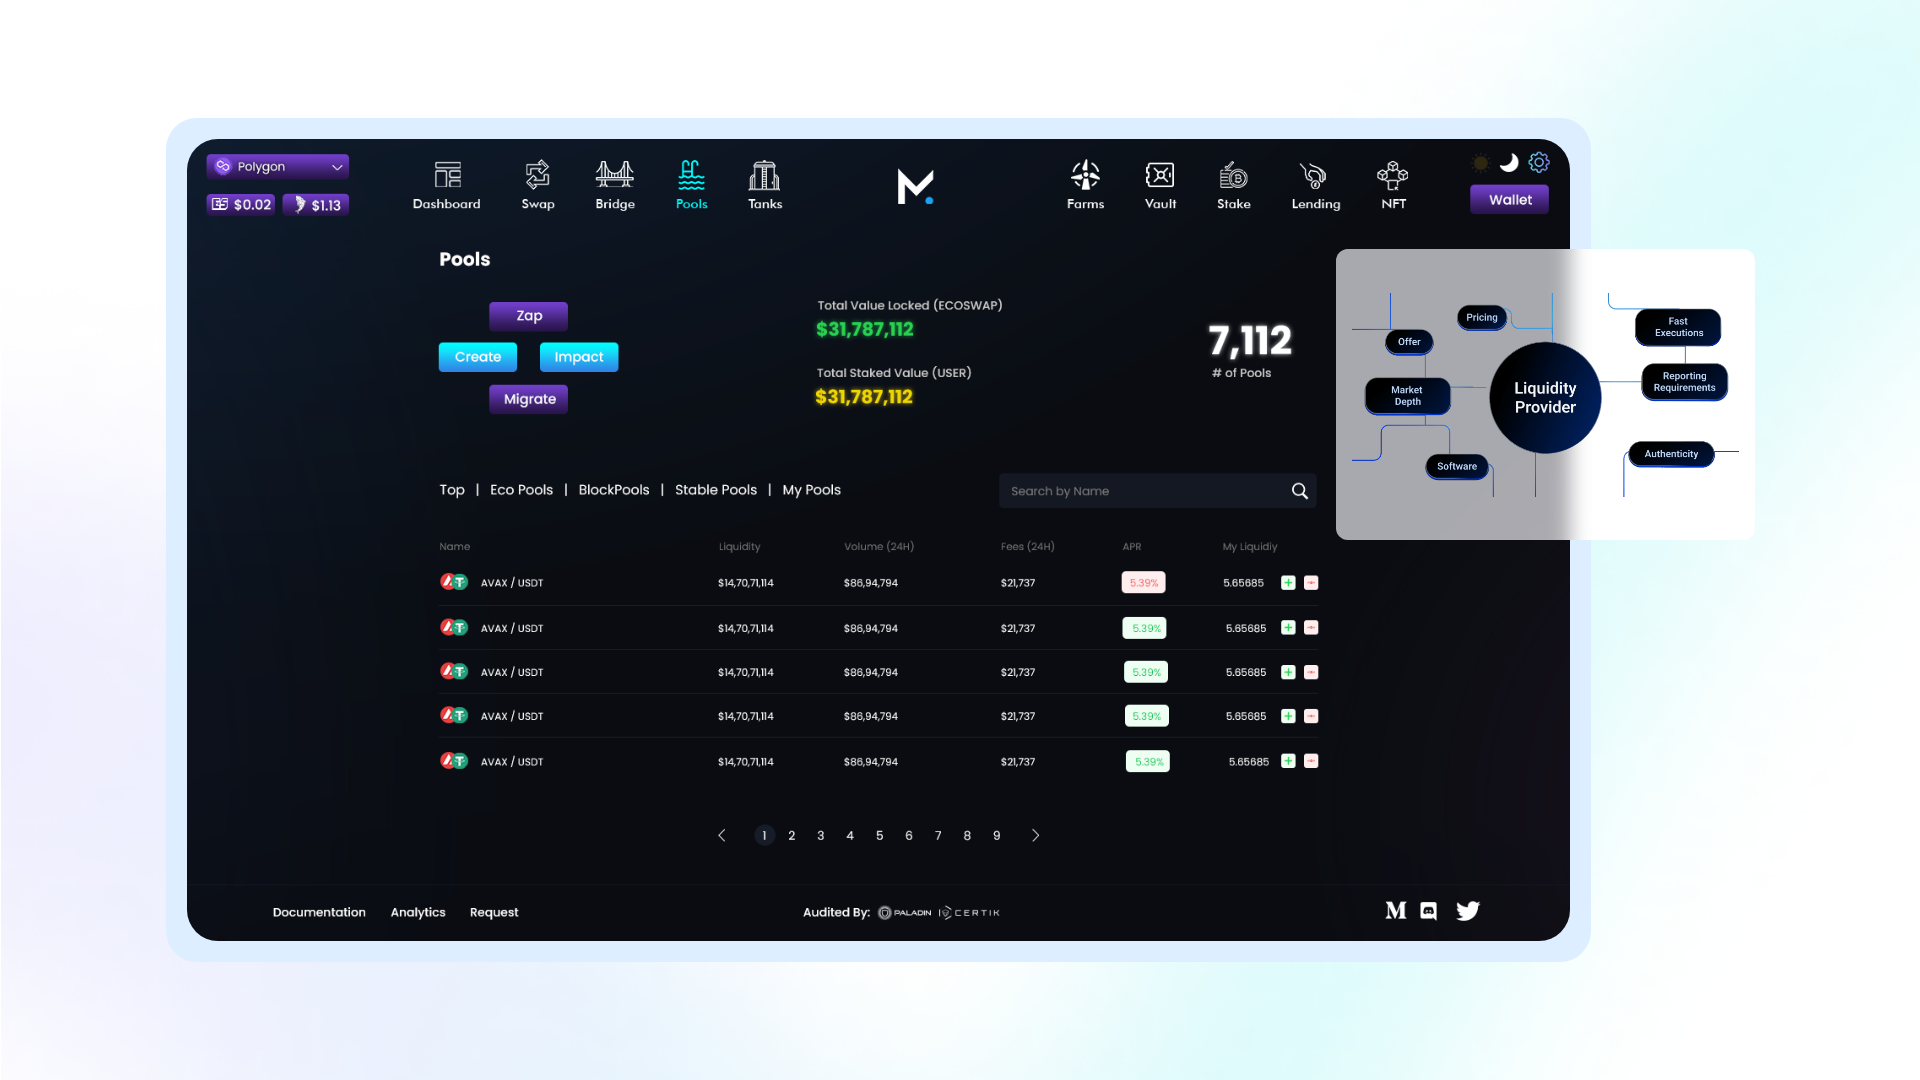 Polygon
$0.02 $1.13
Dashboard Swap Bridge Pools Tanks
M.
Farms Vault Stake Lending NFT
Wallet
Pools
Zap
Create Impact
Migrate
Total Value Locked (ECOSWAP)
$31,787,112
Total Staked Value (USER)
$31,787,112
7,112
# of Pools
Pricing
Offer
Market
Depth
Software
Liquidity
Provider
Fast
Executions
Reporting
Requirements
Authenticity
Top | Eco Pools | BlockPools | Stable Pools | My Pools
Search by Name
Name Liquidity Volume (24H) Fees (24H) APR My Liquidiy
AVAX / USDT $14,70,71,114 $86,94,794 $21,737 5.39% 5.65685
AVAX / USDT $14,70,71,114 $86,94,794 $21,737 5.39% 5.65685
AVAX / USDT $14,70,71,114 $86,94,794 $21,737 5.39% 5.65685
AVAX / USDT $14,70,71,114 $86,94,794 $21,737 5.39% 5.65685
AVAX / USDT $14,70,71,114 $86,94,794 $21,737 5.39% 5.65685
1 2 3 4 5 6 7 8 9
Documentation Analytics Request
Audited By: PALADIN CERTIK
M